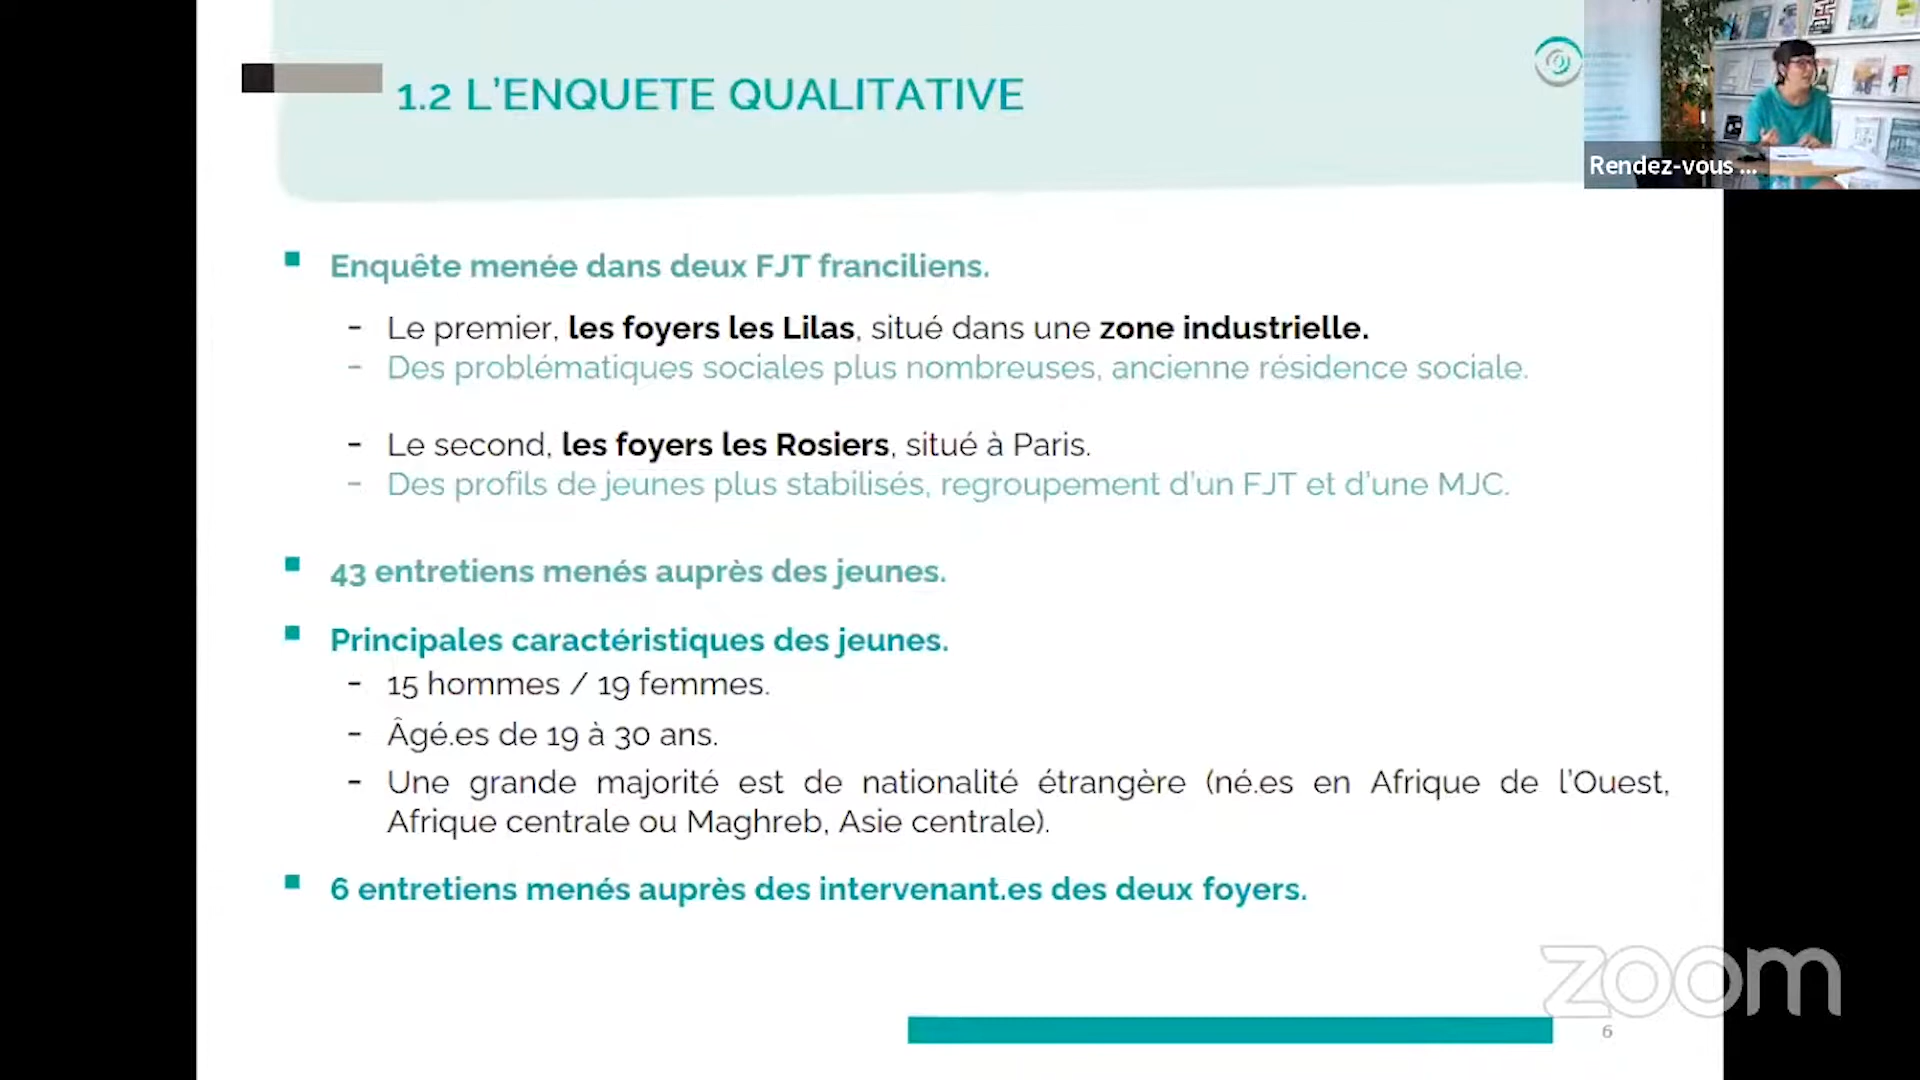 1.2 L'ENQUETE QUALITATIVE
Rendez-vous ...
Enquête menée dans deux FJT franciliens.
- Le premier, les foyers les Lilas, situé dans une zone industrielle.
- Des problématiques sociales plus nombreuses, ancienne résidence sociale.
- Le second, les foyers les Rosiers, situé à Paris.
- Des profils de jeunes plus stabilisés, regroupement d'un FJT et d'une MJC.
43 entretiens menés auprès des jeunes.
Principales caractéristiques des jeunes.
- 15 hommes / 19 femmes.
- Âgé.es de 19 à 30 ans.
- Une grande majorité est de nationalité étrangère (né.es en Afrique de l'Ouest,
Afrique centrale ou Maghreb, Asie centrale).
6 entretiens menés auprès des intervenant.es des deux foyers.
zoom
6